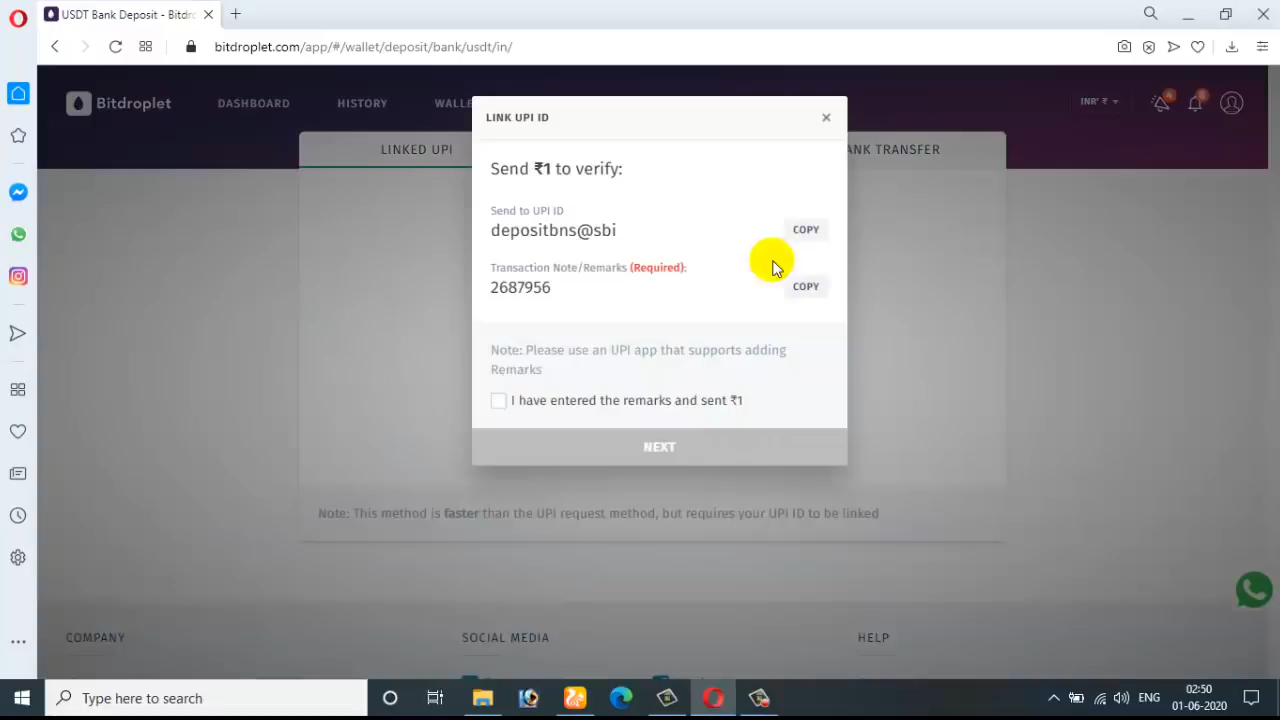 USDT Bank Deposit - Bitdro
bitdroplet.com/app/#/wallet/deposit/bank/usdt/in/
Bitdroplet
DASHBOARD
HISTORY
WALLE
INR ₹
LINKED UPI
ANK TRANSFER
LINK UPI ID
Send ₹1 to verify:
Send to UPI ID
depositbns@sbi
COPY
Transaction Note/Remarks (Required):
2687956
COPY
Note: Please use an UPI app that supports adding
Remarks
I have entered the remarks and sent ₹1
NEXT
Note: This method is faster than the UPI request method, but requires your UPI ID to be linked
COMPANY
SOCIAL MEDIA
HELP
Type here to search
ENG
02:50
01-06-2020